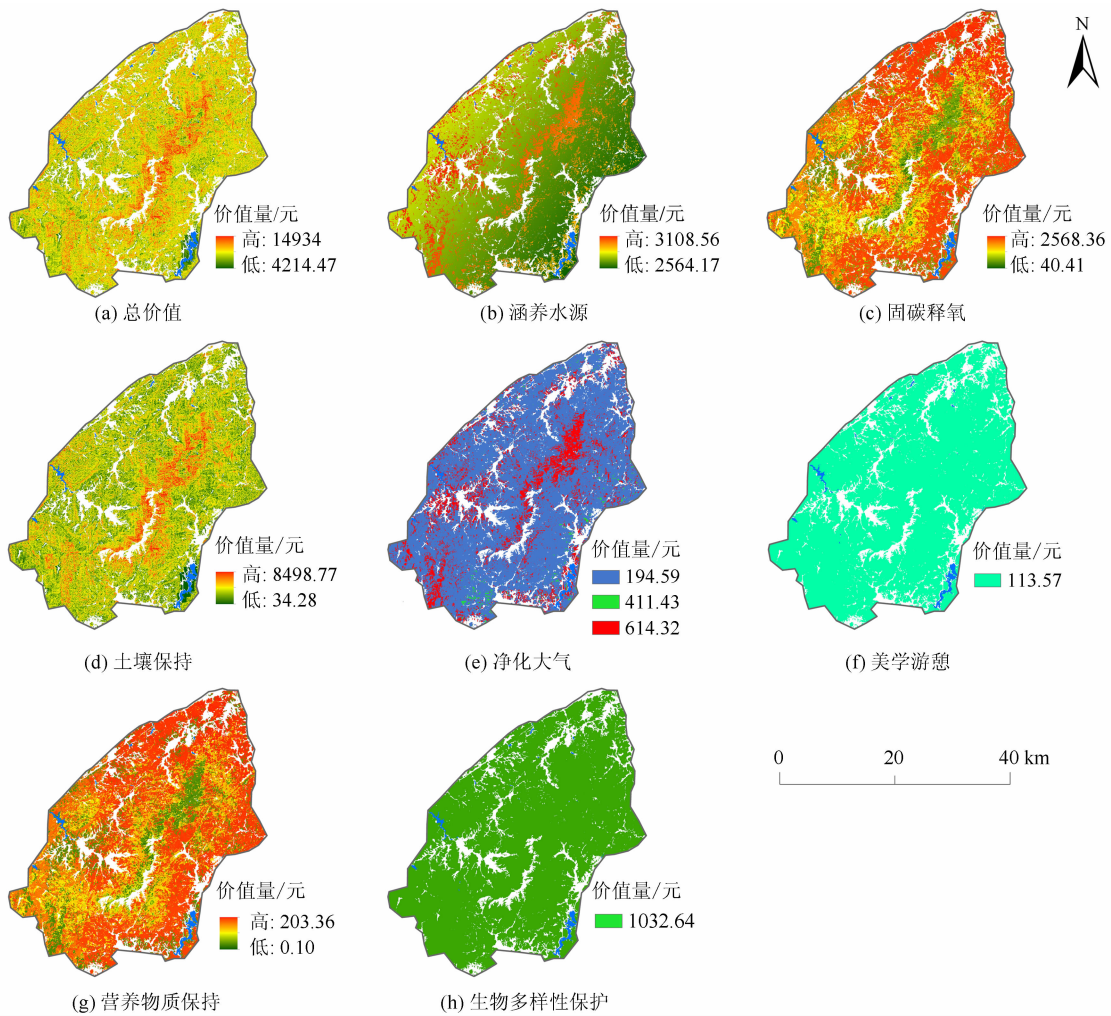 N
价值量/元
高: 14934
低: 4214.47
(a) 总价值
价值量/元
高: 3108.56
低: 2564.17
(b) 涵养水源
价值量/元
高: 2568.36
低: 40.41
(c) 固碳释氧
价值量/元
高: 8498.77
低: 34.28
(d) 土壤保持
价值量/元
194.59
411.43
614.32
(e) 净化大气
价值量/元
113.57
(f) 美学游憩
价值量/元
高: 203.36
低: 0.10
(g) 营养物质保持
价值量/元
1032.64
(h) 生物多样性保护
0 20 40 km